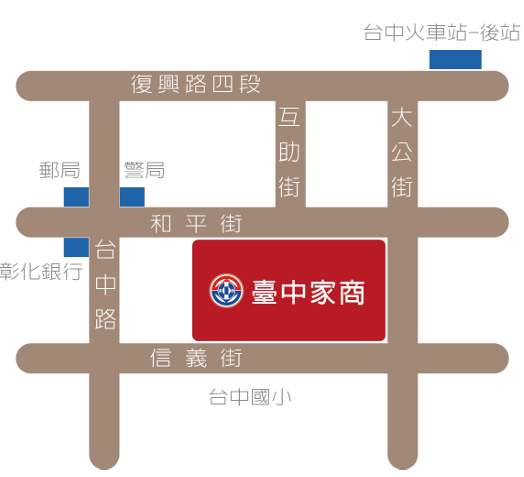 台中火車站-後站
復興路四段
互助街
大公街
郵局
警局
和平街
彰化銀行
台中路
臺中家商
信義街
台中國小